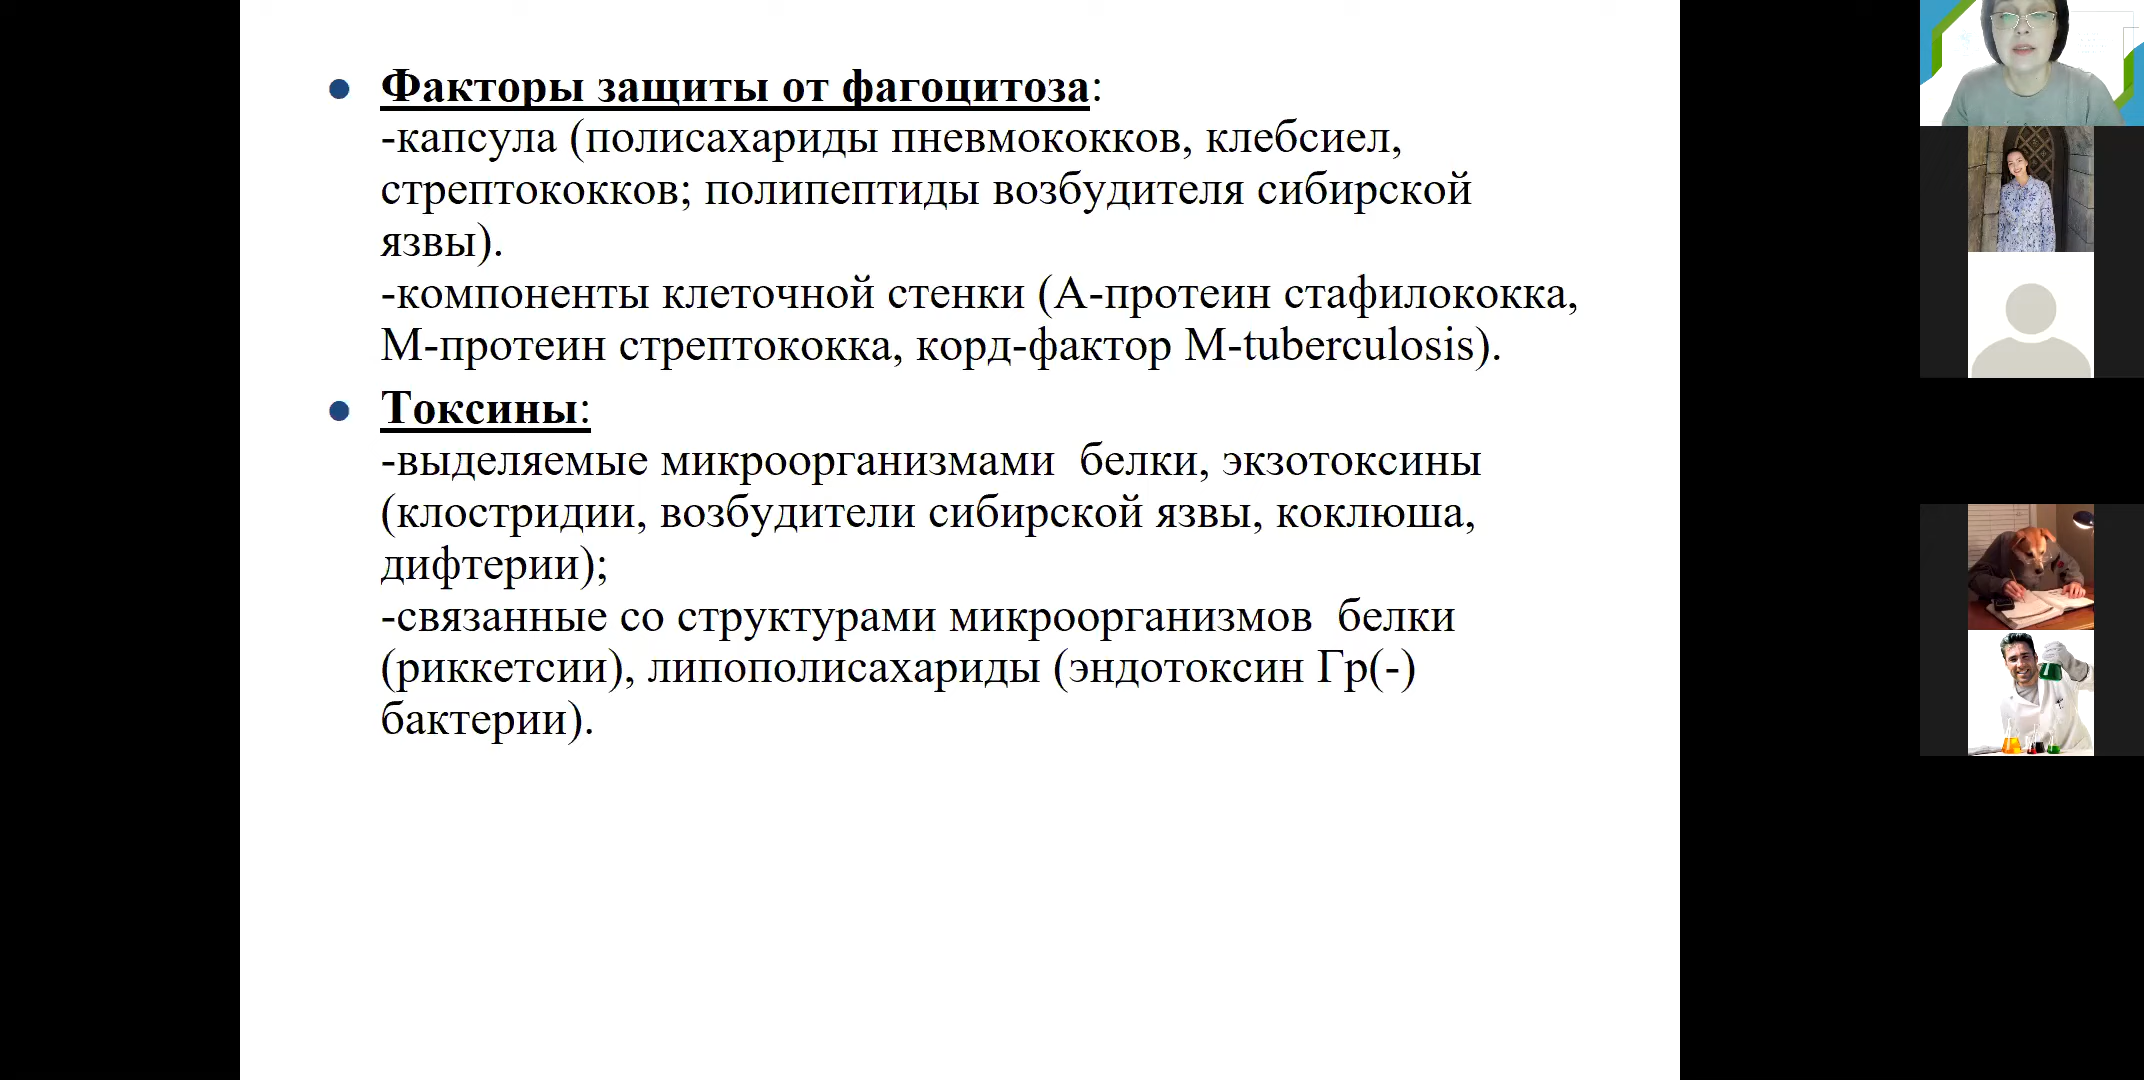 Факторы защиты от фагоцитоза:
-капсула (полисахариды пневмококков, клебсиел,
стрептококков; полипептиды возбудителя сибирской
язвы).
-компоненты клеточной стенки (А-протеин стафилококка,
М-протеин стрептококка, корд-фактор M-tuberculosis).
Токсины:
-выделяемые микроорганизмами  белки, экзотоксины
(клостридии, возбудители сибирской язвы, коклюша,
дифтерии);
-связанные со структурами микроорганизмов  белки
(риккетсии), липополисахариды (эндотоксин Гр(-)
бактерии).